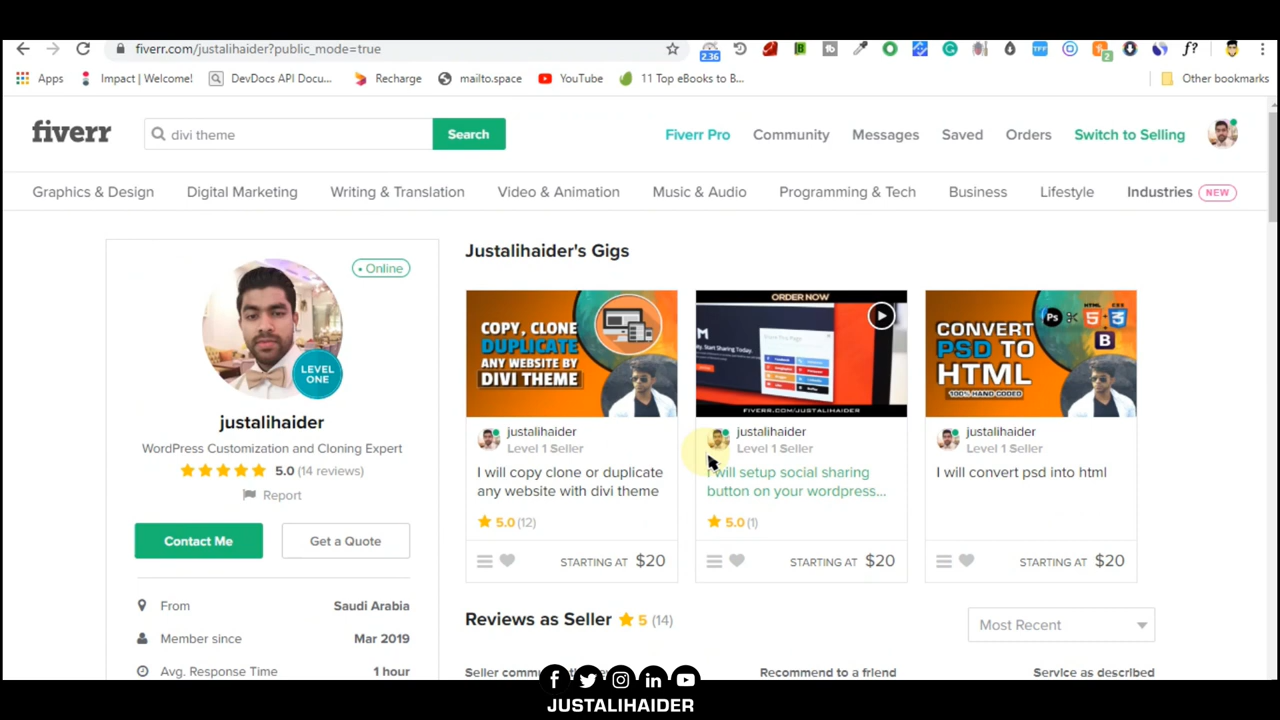 fiverr.com/justalihaider?public_mode=true
2.36
2
Apps
Impact | Welcome!
DevDocs API Docu...
Recharge
mailto.space
YouTube
11 Top eBooks to B...
Other bookmarks
fiverr
divi theme
Search
Fiverr Pro
Community
Messages
Saved
Orders
Switch to Selling
Graphics & Design
Digital Marketing
Writing & Translation
Video & Animation
Music & Audio
Programming & Tech
Business
Lifestyle
Industries
NEW
Online
LEVEL
ONE
justalihaider
WordPress Customization and Cloning Expert
5.0 (14 reviews)
Report
Contact Me
Get a Quote
From
Saudi Arabia
Member since
Mar 2019
Avg. Response Time
1 hour
Justalihaider's Gigs
COPY, CLONE
DUPLICATE
ANY WEBSITE BY
DIVI THEME
justalihaider
Level 1 Seller
I will copy clone or duplicate
any website with divi theme
5.0 (12)
STARTING AT $20
ORDER NOW
FIVERR.COM/JUSTALIHAIDER
justalihaider
Level 1 Seller
I will setup social sharing
button on your wordpress...
5.0 (1)
STARTING AT $20
CONVERT
PSD TO
HTML
100% HAND CODED
Ps
HTML
5
CSS
3
B
justalihaider
Level 1 Seller
I will convert psd into html
STARTING AT $20
Reviews as Seller
5 (14)
Most Recent
Recommend to a friend
Service as described
JUSTALIHAIDER